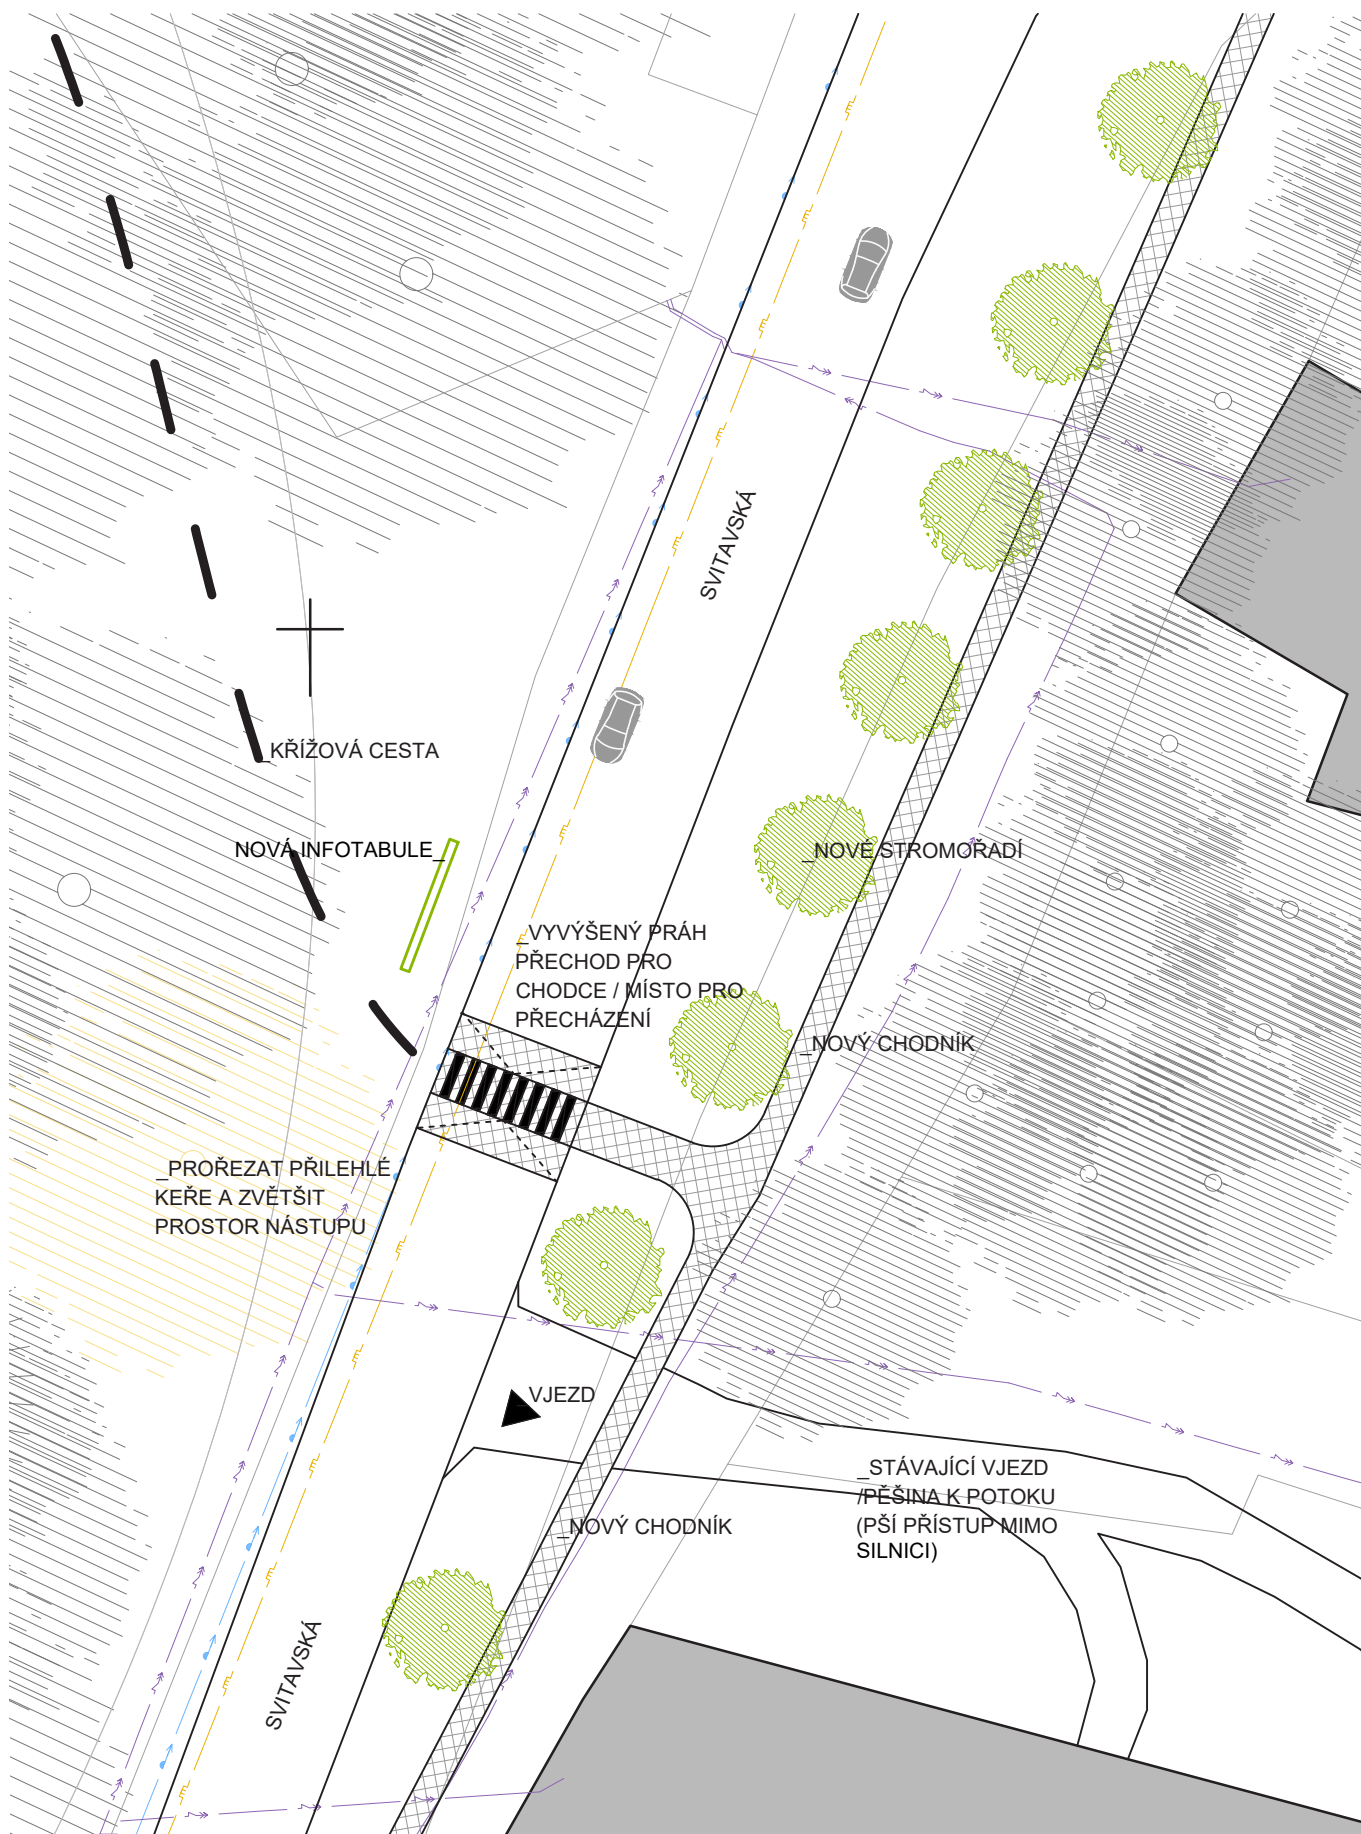 SVITAVSKÁ
_KŘÍŽOVÁ CESTA
NOVÁ INFOTABULE_
_NOVÉ STROMOŘADÍ
_VYVÝŠENÝ PRÁH
PŘECHOD PRO
CHODCE / MÍSTO PRO
PŘECHÁZENÍ
_NOVÝ CHODNÍK
_PROŘEZAT PŘILEHLÉ
KEŘE A ZVĚTŠIT
PROSTOR NÁSTUPU
_VJEZD
_STÁVAJÍCÍ VJEZD
/PĚŠINA K POTOKU
(PŠÍ PŘÍSTUP MIMO
SILNICI)
_NOVÝ CHODNÍK
SVITAVSKÁ